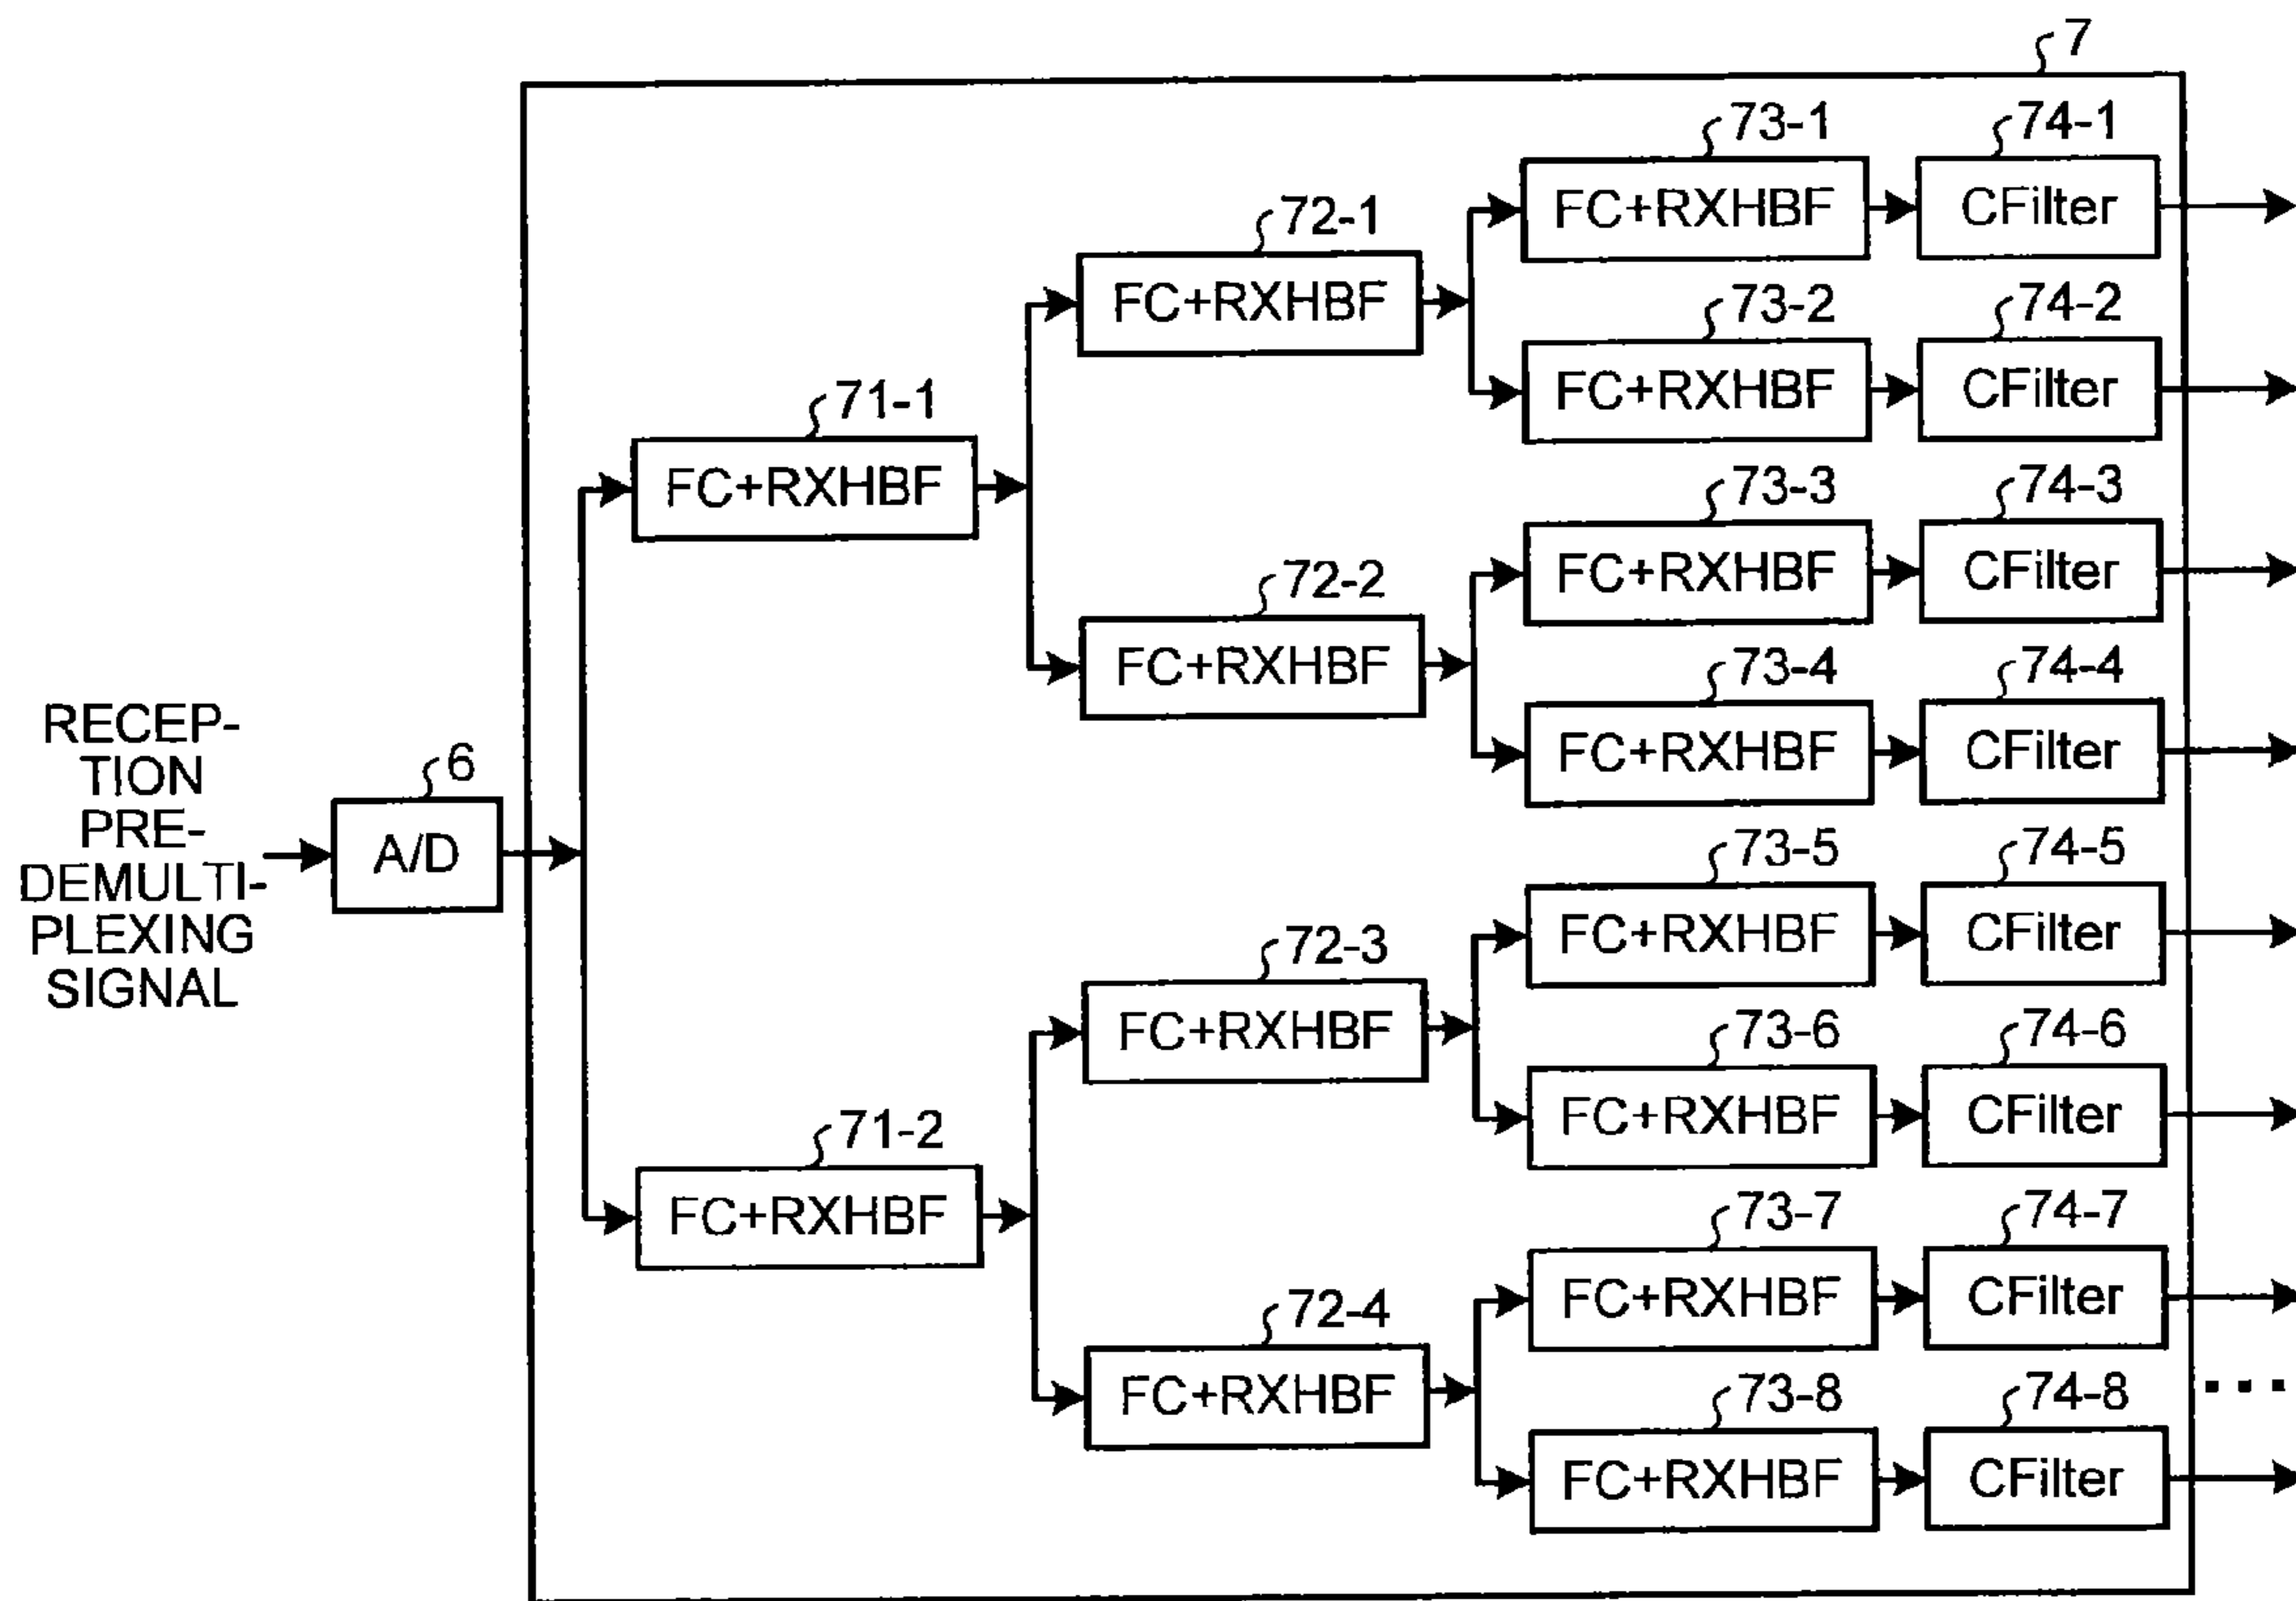 7
73-1
74-1
FC+RXHBF
CFilter
72-1
FC+RXHBF
73-2
74-2
FC+RXHBF
CFilter
71-1
FC+RXHBF
73-3
74-3
FC+RXHBF
CFilter
72-2
FC+RXHBF
73-4
74-4
FC+RXHBF
CFilter
RECEP-
TION
PRE-
DEMULTI-
PLEXING
SIGNAL
6
A/D
73-5
74-5
FC+RXHBF
CFilter
72-3
FC+RXHBF
73-6
74-6
FC+RXHBF
CFilter
71-2
FC+RXHBF
73-7
74-7
FC+RXHBF
CFilter
72-4
FC+RXHBF
73-8
74-8
FC+RXHBF
CFilter
...